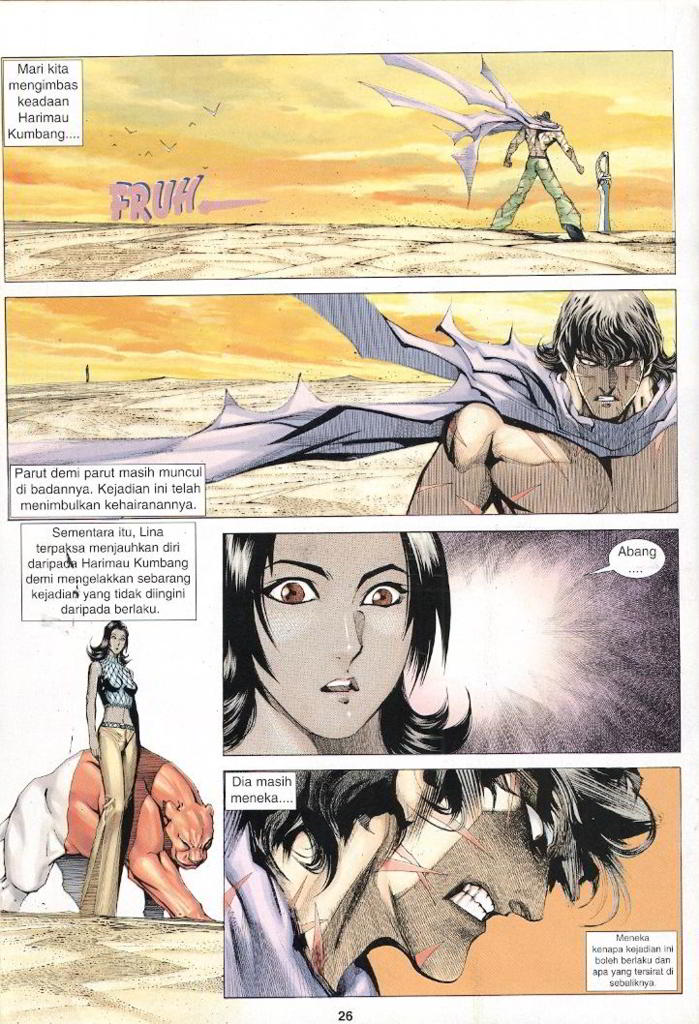 Mari kita
mengimbas
keadaan
Harimau
Kumbang....
FRUH
Parut demi parut masih muncul
di badannya. Kejadian ini telah
menimbulkan kehairanannya.
Sementara itu, Lina
terpaksa menjauhkan diri
daripada Harimau Kumbang
demi mengelakkan sebarang
kejadian yang tidak diingini
daripada berlaku.
Abang
....
Dia masih
meneka....
Meneka
kenapa kejadian ini
boleh berlaku dan
apa yang tersirat di
sebaliknya.
26